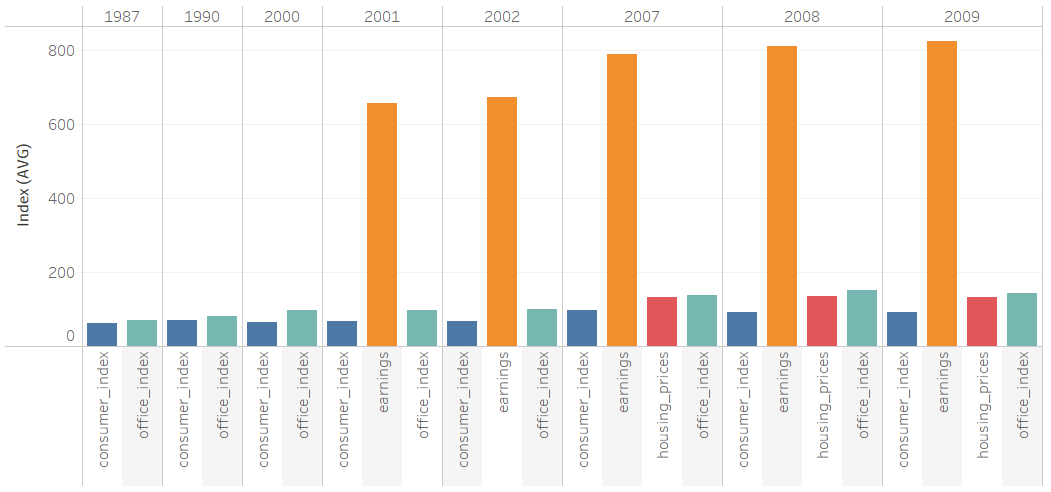 1987 1990 2000 2001 2002 2007 2008 2009
Index (AVG)
800
600
400
200
0
consumer_index
office_index
consumer_index
office_index
consumer_index
office_index
consumer_index
earnings
office_index
consumer_index
earnings
office_index
consumer_index
earnings
housing_prices
office_index
consumer_index
earnings
housing_prices
office_index
consumer_index
earnings
housing_prices
office_index